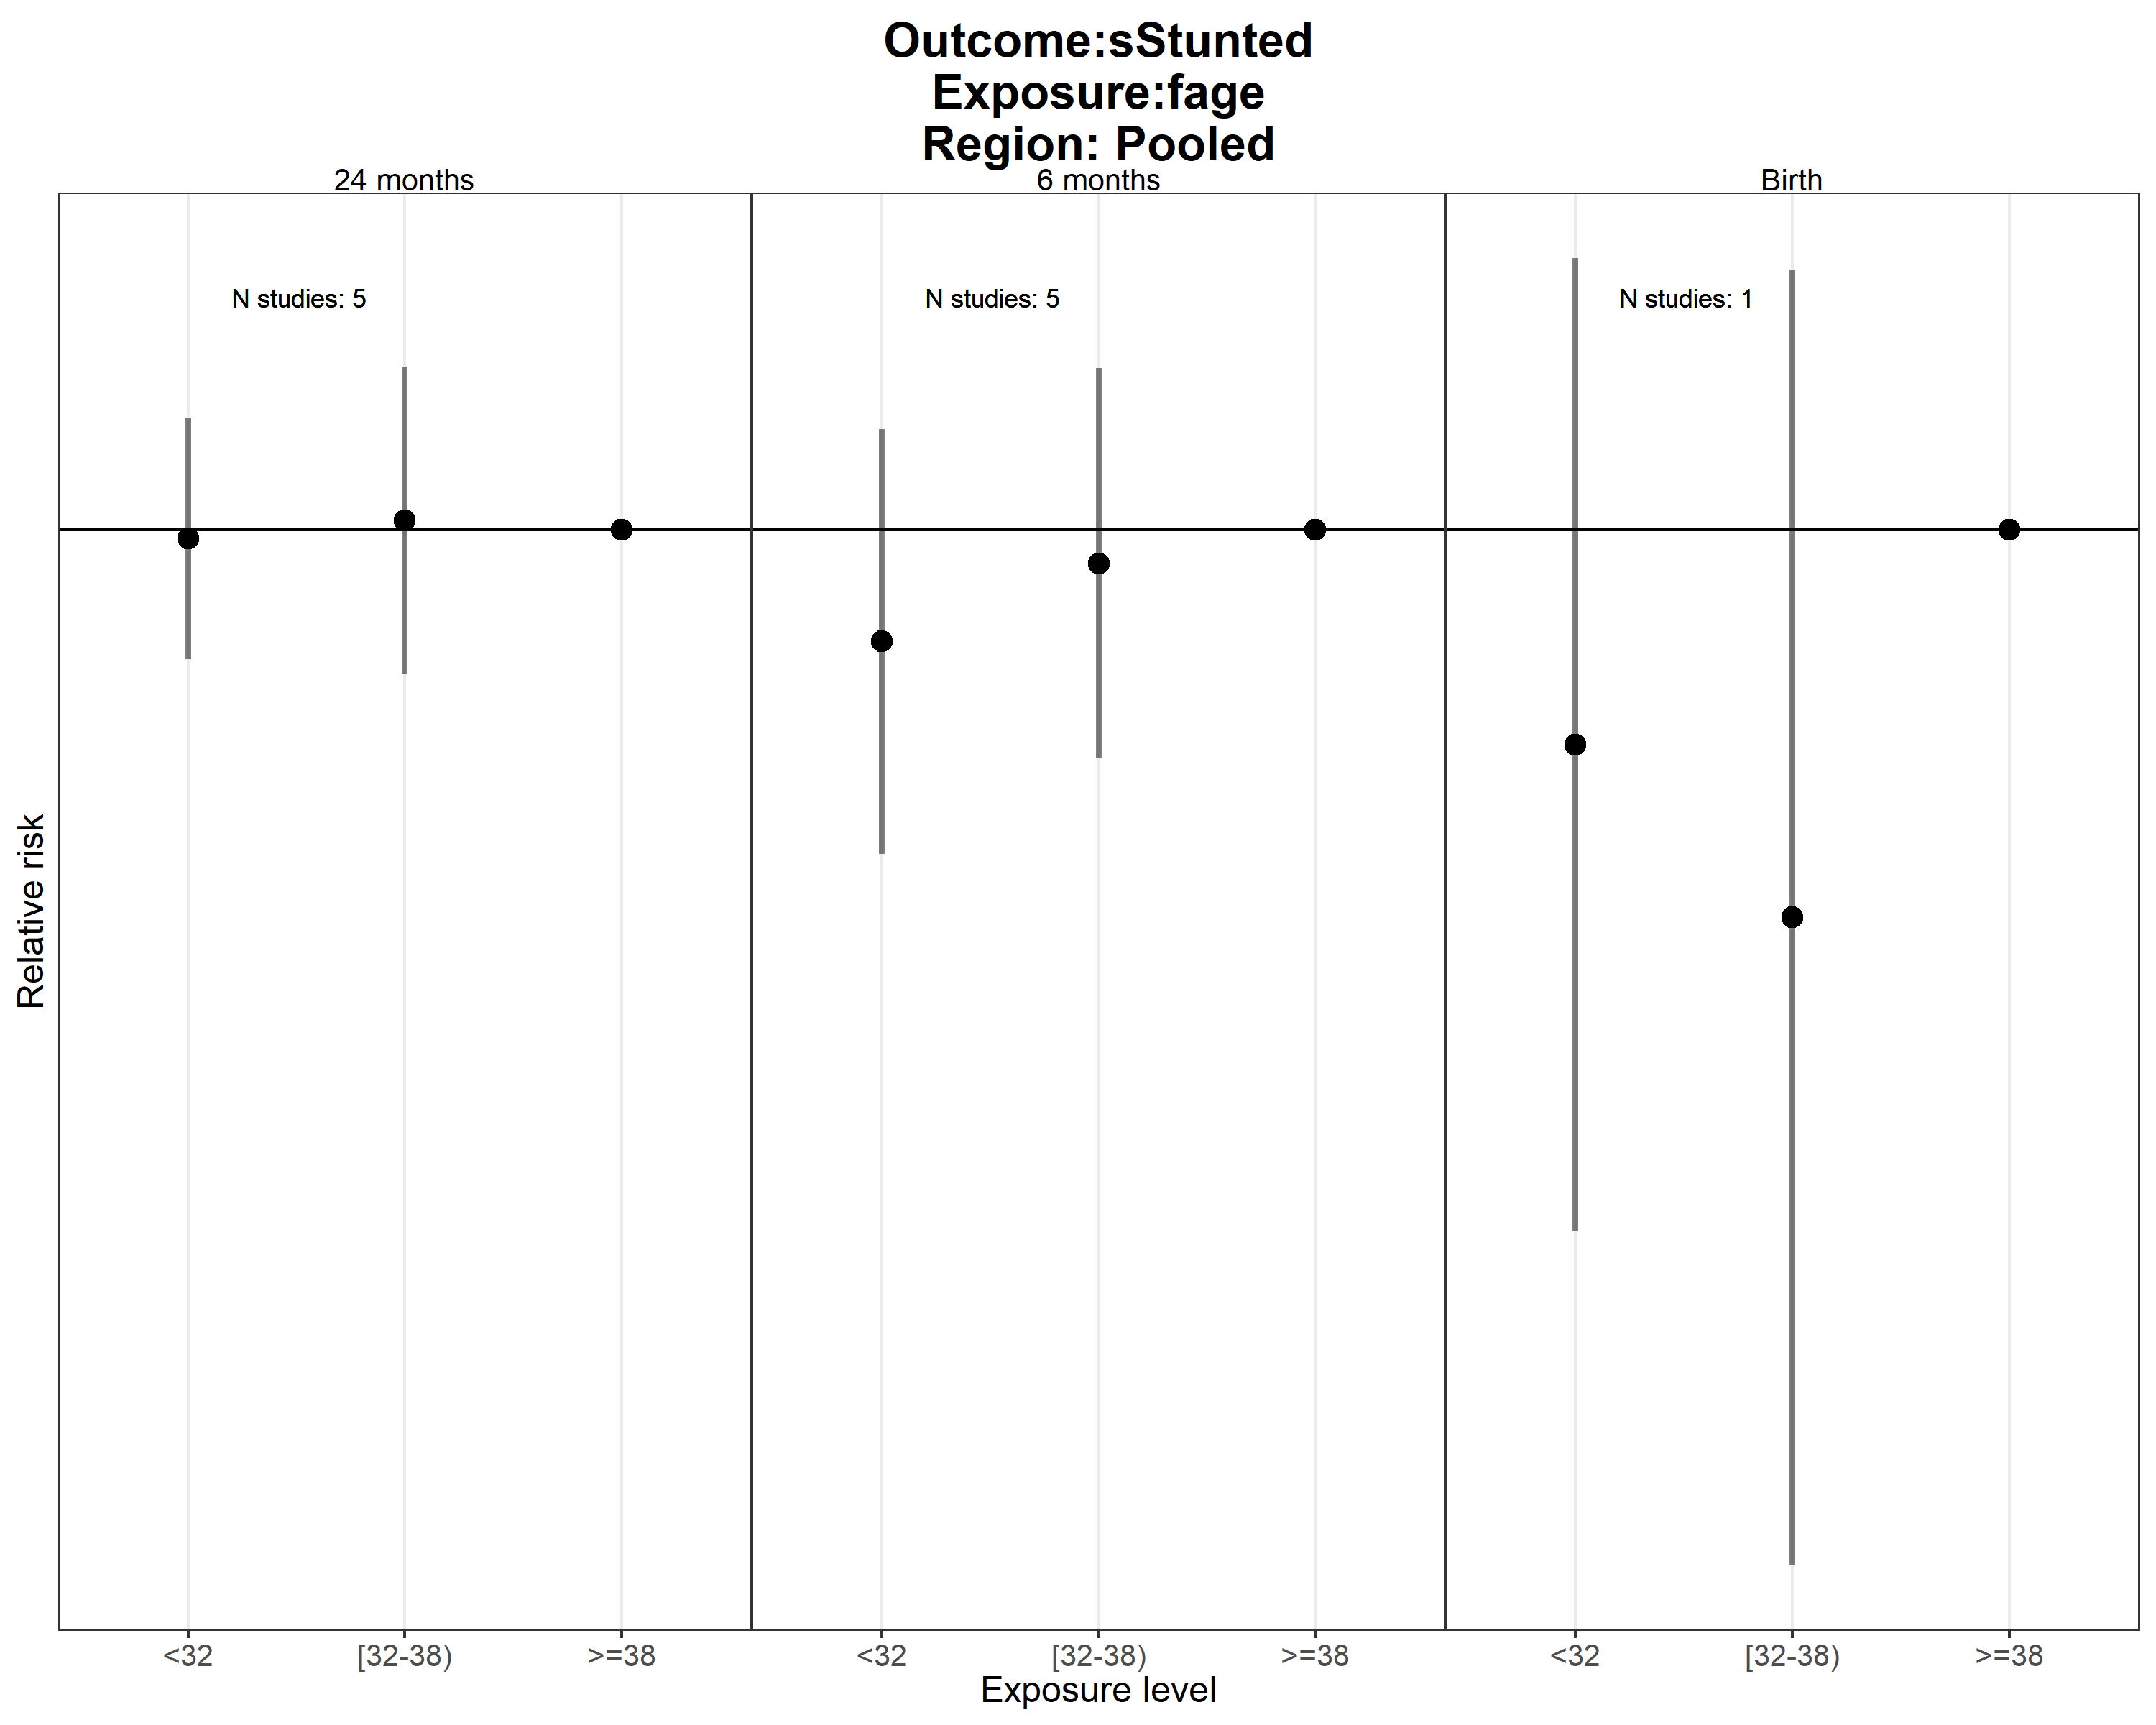 Outcome:sStunted
Exposure:fage
Region: Pooled
24 months
6 months
Birth
N studies: 5
N studies: 5
N studies: 1
Relative risk
<32
[32-38)
>=38
<32
[32-38)
>=38
<32
[32-38)
>=38
Exposure level